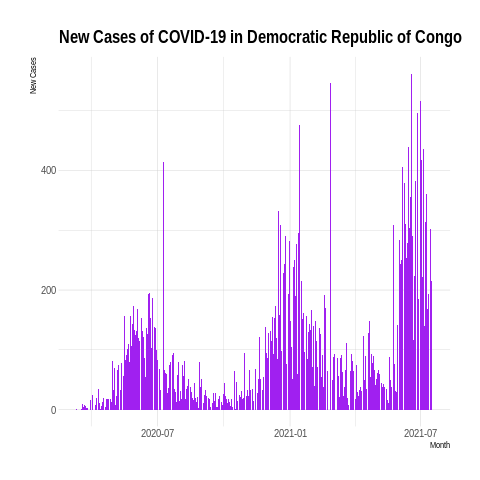 New Cases of COVID-19 in Democratic Republic of Congo
New Cases
400
200
0
2020-07
2021-01
2021-07
Month